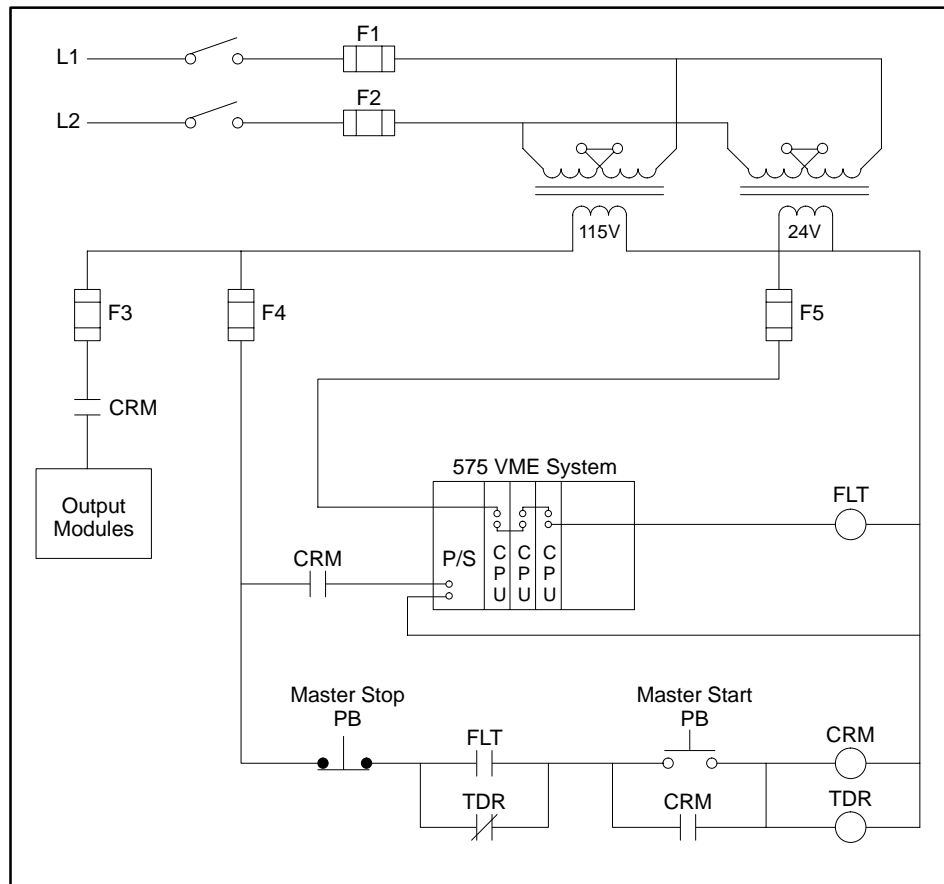 F1
L1
F2
L2
115V
24V
F3
F4
F5
CRM
575 VME System
Output
Modules
FLT
CRM
P/S
C
P
U
C
P
U
C
P
U
Master Stop
PB
Master Start
PB
FLT
CRM
TDR
CRM
TDR